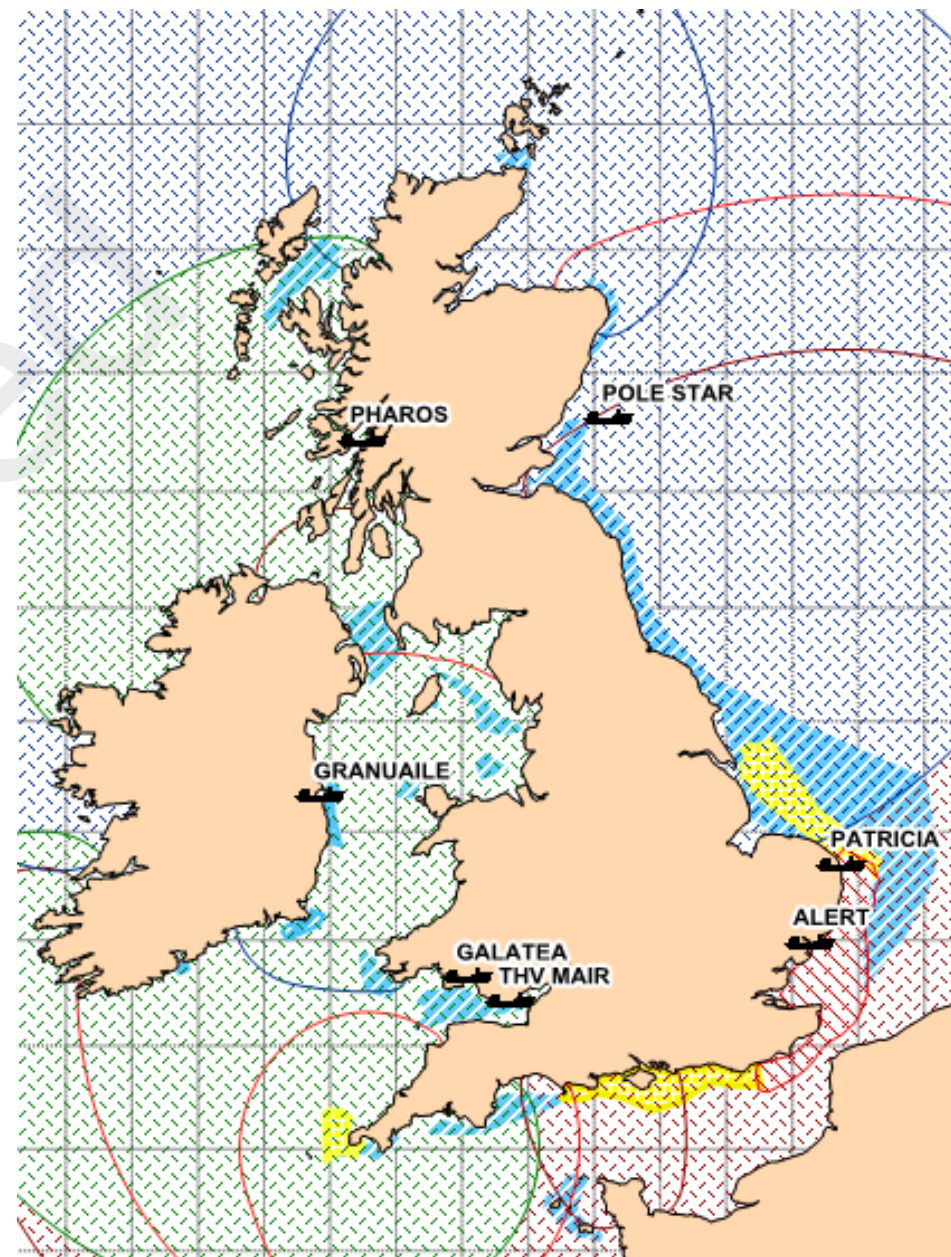 POLE STAR
PHAROS
GRANUAILE
PATRICIA
ALERT
GALATEA
THV MAIR